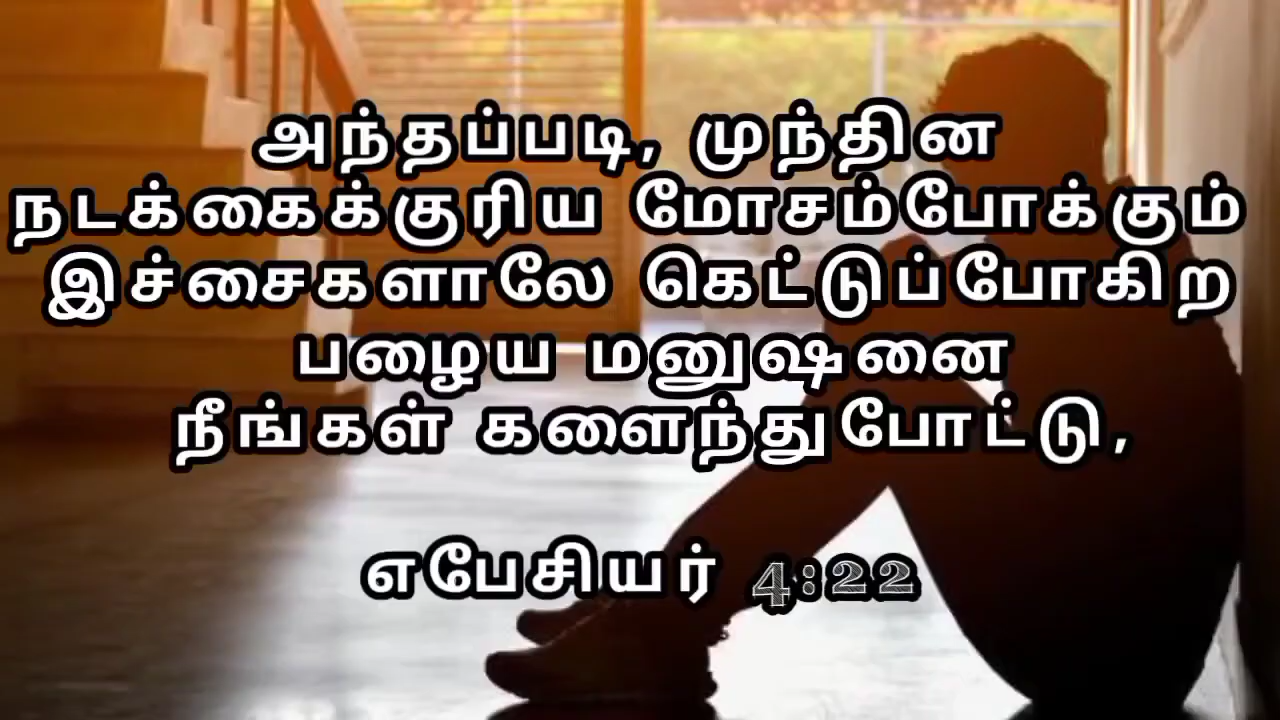 அந்தப்படி, முந்தின
நடக்கைக்குரிய மோசம்போக்கும்
இச்சைகளாலே கெட்டுப்போகிற
பழைய மனுஷனை
நீங்கள் களைந்துபோட்டு,
எபேசியர் 4:22